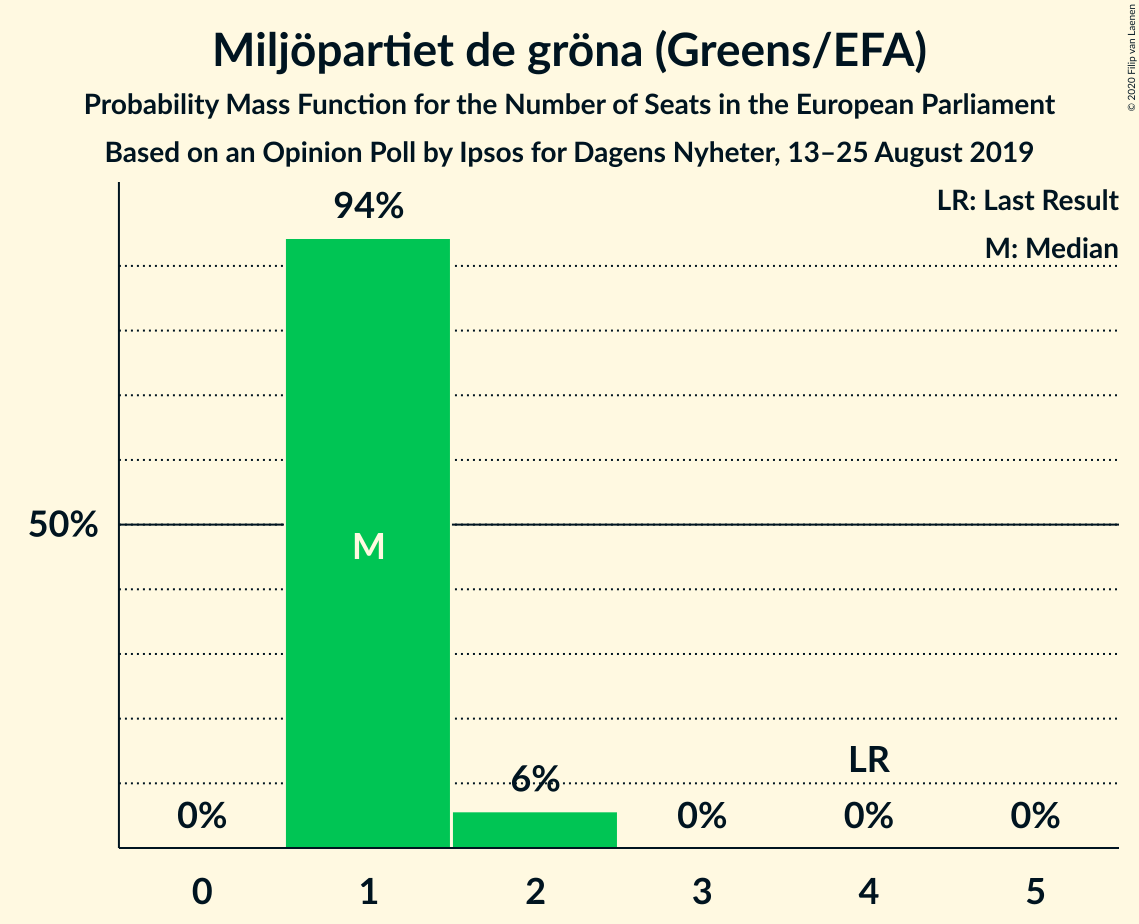 Miljöpartiet de gröna (Greens/EFA)
Probability Mass Function for the Number of Seats in the European Parliament
Based on an Opinion Poll by Ipsos for Dagens Nyheter, 13–25 August 2019
© 2020 Filip van Laenen
LR: Last Result
M: Median
94%
50%
M
6%
LR
0%
0%
0%
0%
0 1 2 3 4 5